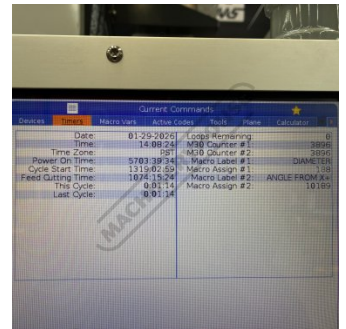 Current Commands
Devices Timers Macro Vars Active Codes Tools Plane Calculator
Date: 01-29-2026
Time: 14:08:24
Time Zone: PST
Power On Time: 5703:39:34
Cycle Start Time: 1319:02:59
Feed Cutting Time: 1074:15:24
This Cycle: 0:01:14
Last Cycle: 0:01:14
Loops Remaining: 0
M30 Counter #1: 3896
M30 Counter #2: 3896
Macro Label #1: DIAMETER
Macro Assign #1: 188
Macro Label #2: ANGLE FROM X+
Macro Assign #2: 10189